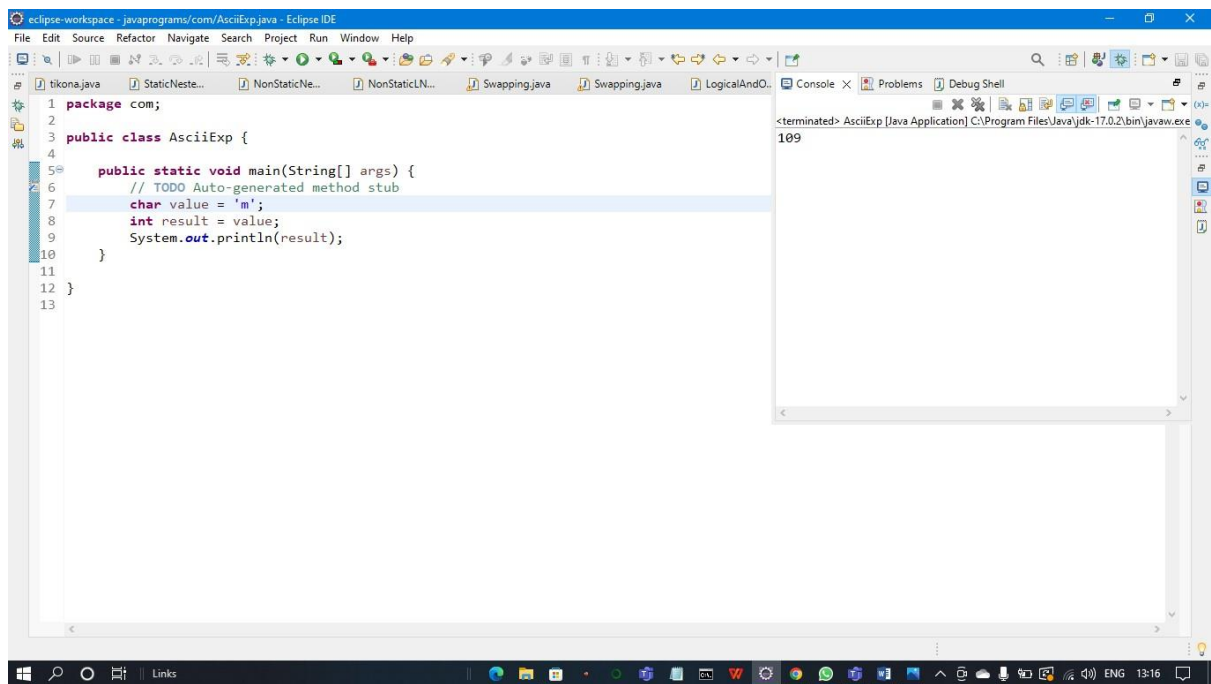 eclipse-workspace - javaprograms/com/AsciiExp.java - Eclipse IDE
File Edit Source Refactor Navigate Search Project Run Window Help
tikona.java StaticNeste... NonStaticNe... NonStaticLN... Swapping.java Swapping.java LogicalAndO...
1 package com;
2
3 public class AsciiExp {
4
5 public static void main(String[] args) {
6 // TODO Auto-generated method stub
7 char value = 'm';
8 int result = value;
9 System.out.println(result);
10 }
11
12 }
13
Console Problems Debug Shell
<terminated> AsciiExp [Java Application] C:\Program Files\Java\jdk-17.0.2\bin\javaw.exe
109
Links
ENG 13:16